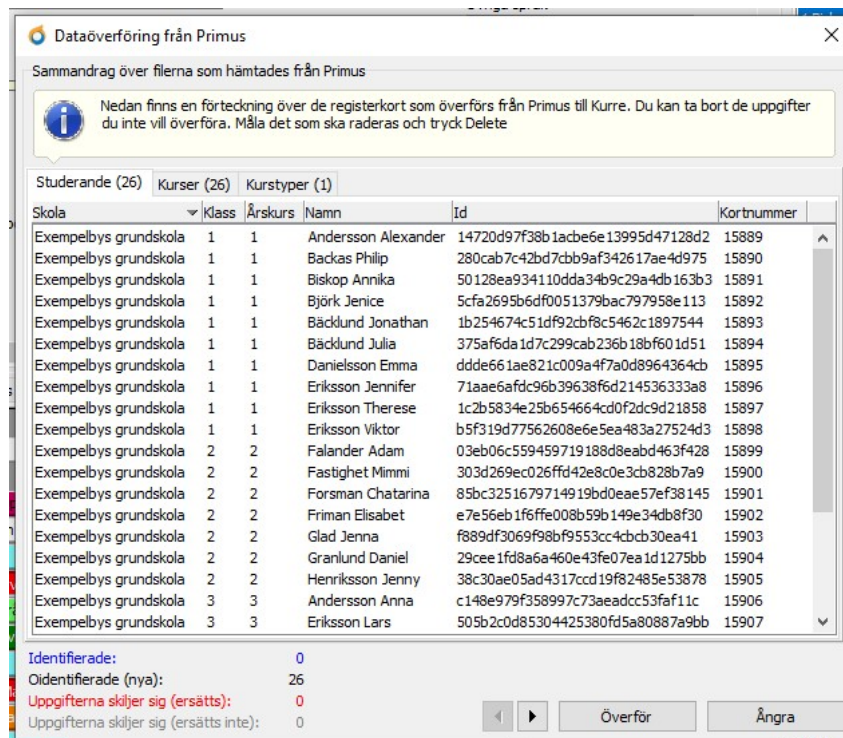 Dataöverföring från Primus
Sammandrag över filerna som hämtades från Primus
Nedan finns en förteckning över de registerkort som överförs från Primus till Kurre. Du kan ta bort de uppgifter
du inte vill överföra. Måla det som ska raderas och tryck Delete
Studerande (26) Kurser (26) Kurstyper (1)
Skola Klass Årskurs Namn Id Kortnummer
Exempelbys grundskola 1 1 Andersson Alexander 14720d97f38b1acbe6e13995d47128d2 15889
Exempelbys grundskola 1 1 Backas Philip 280cab7c42bd7cbb9af342617ae4d975 15890
Exempelbys grundskola 1 1 Biskop Annika 50128ea934110dda34b9c29a4db163b3 15891
Exempelbys grundskola 1 1 Björk Jenice 5cfa2695b6df0051379bac797958e113 15892
Exempelbys grundskola 1 1 Bäcklund Jonathan 1b254674c51df92cbf8c5462c1897544 15893
Exempelbys grundskola 1 1 Bäcklund Julia 375af6da1d7c299cab236b18bf601d51 15894
Exempelbys grundskola 1 1 Danielsson Emma ddde661ae821c009a4f7a0d8964364cb 15895
Exempelbys grundskola 1 1 Eriksson Jennifer 71aae6afdc96b39638f6d214536333a8 15896
Exempelbys grundskola 1 1 Eriksson Therese 1c2b5834e25b654664cd0f2dc9d21858 15897
Exempelbys grundskola 1 1 Eriksson Viktor b5f319d77562608e6e5ea483a27524d3 15898
Exempelbys grundskola 2 2 Falander Adam 03eb06c559459719188d8eabd463f428 15899
Exempelbys grundskola 2 2 Fastighet Mimmi 303d269ec026ffd42e8c0e3cb828b7a9 15900
Exempelbys grundskola 2 2 Forsman Chatarina 85bc3251679714919bd0eae57ef38145 15901
Exempelbys grundskola 2 2 Friman Elisabet e7e56eb1f6ffe008b59b149e34db8f30 15902
Exempelbys grundskola 2 2 Glad Jenna f889df3069f98bf9553cc4cbcb30ea41 15903
Exempelbys grundskola 2 2 Granlund Daniel 29cee1fd8a6a460e43fe07ea1d1275bb 15904
Exempelbys grundskola 2 2 Henriksson Jenny 38c30ae05ad4317ccd19f82485e53878 15905
Exempelbys grundskola 3 3 Andersson Anna c148e979f358997c73aeadcc53faf11c 15906
Exempelbys grundskola 3 3 Eriksson Lars 505b2c0d85304425380fd5a80887a9bb 15907
Identifierade: 0
Oidentifierade (nya): 26
Uppgifterna skiljer sig (ersätts): 0
Uppgifterna skiljer sig (ersätts inte): 0
Överför Ångra